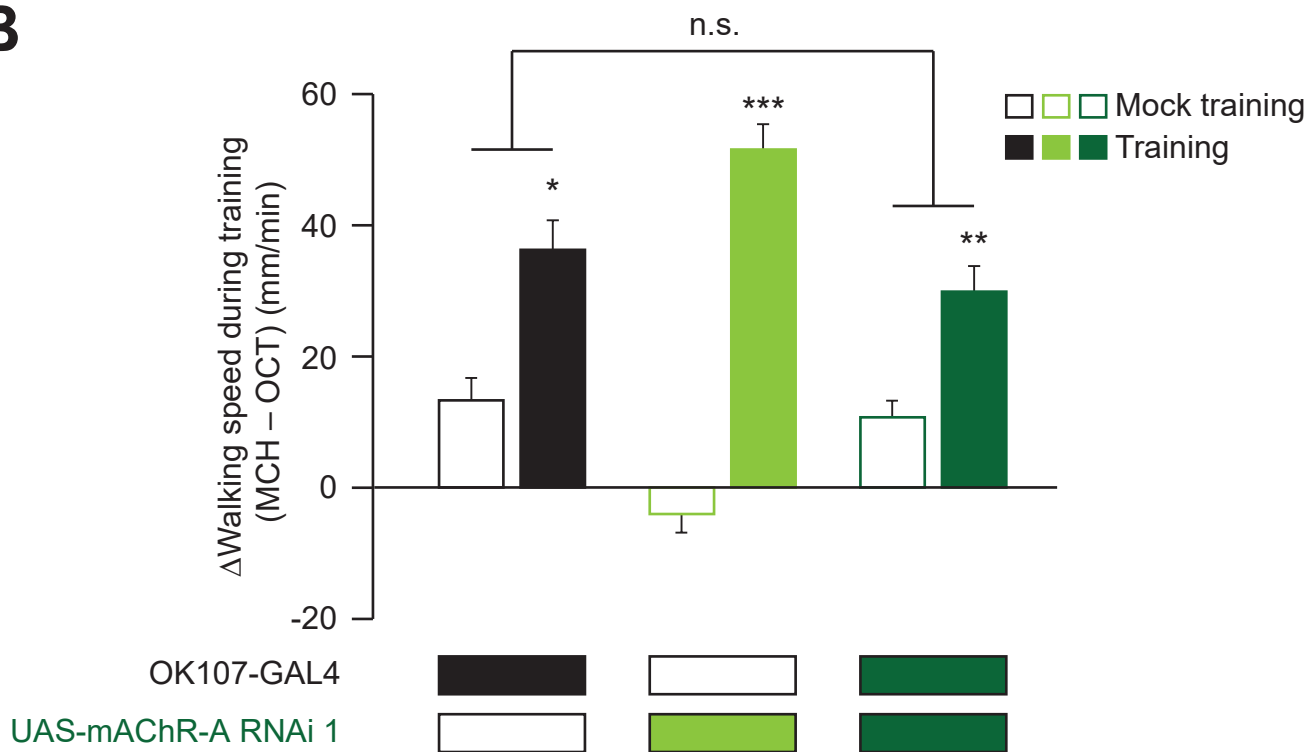 B
n.s.
60
***
Mock training
Training
*
40
**
20
0
-20
ΔWalking speed during training
(MCH – OCT) (mm/min)
OK107-GAL4
UAS-mAChR-A RNAi 1